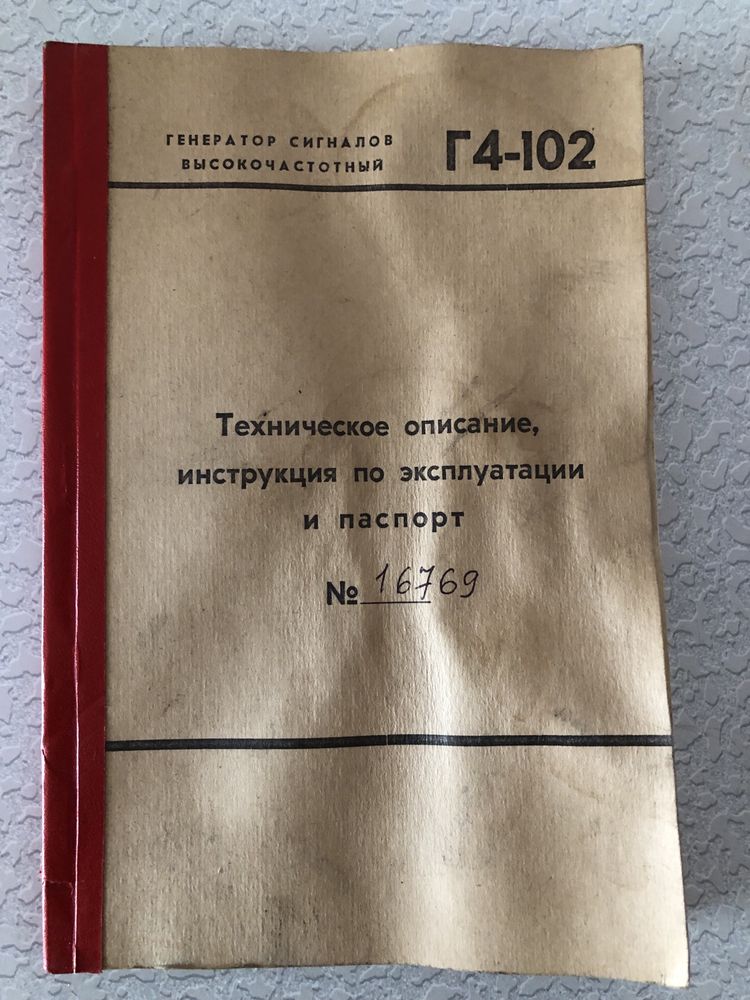 ГЕНЕРАТОР СИГНАЛОВ
ВЫСОКОЧАСТОТНЫЙ
Г4-102
Техническое описание,
инструкция по эксплуатации
и паспорт
№ 16769